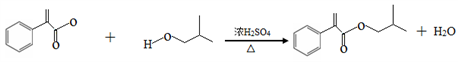 O
O + H O 浓H2SO4 △ O O + H2O